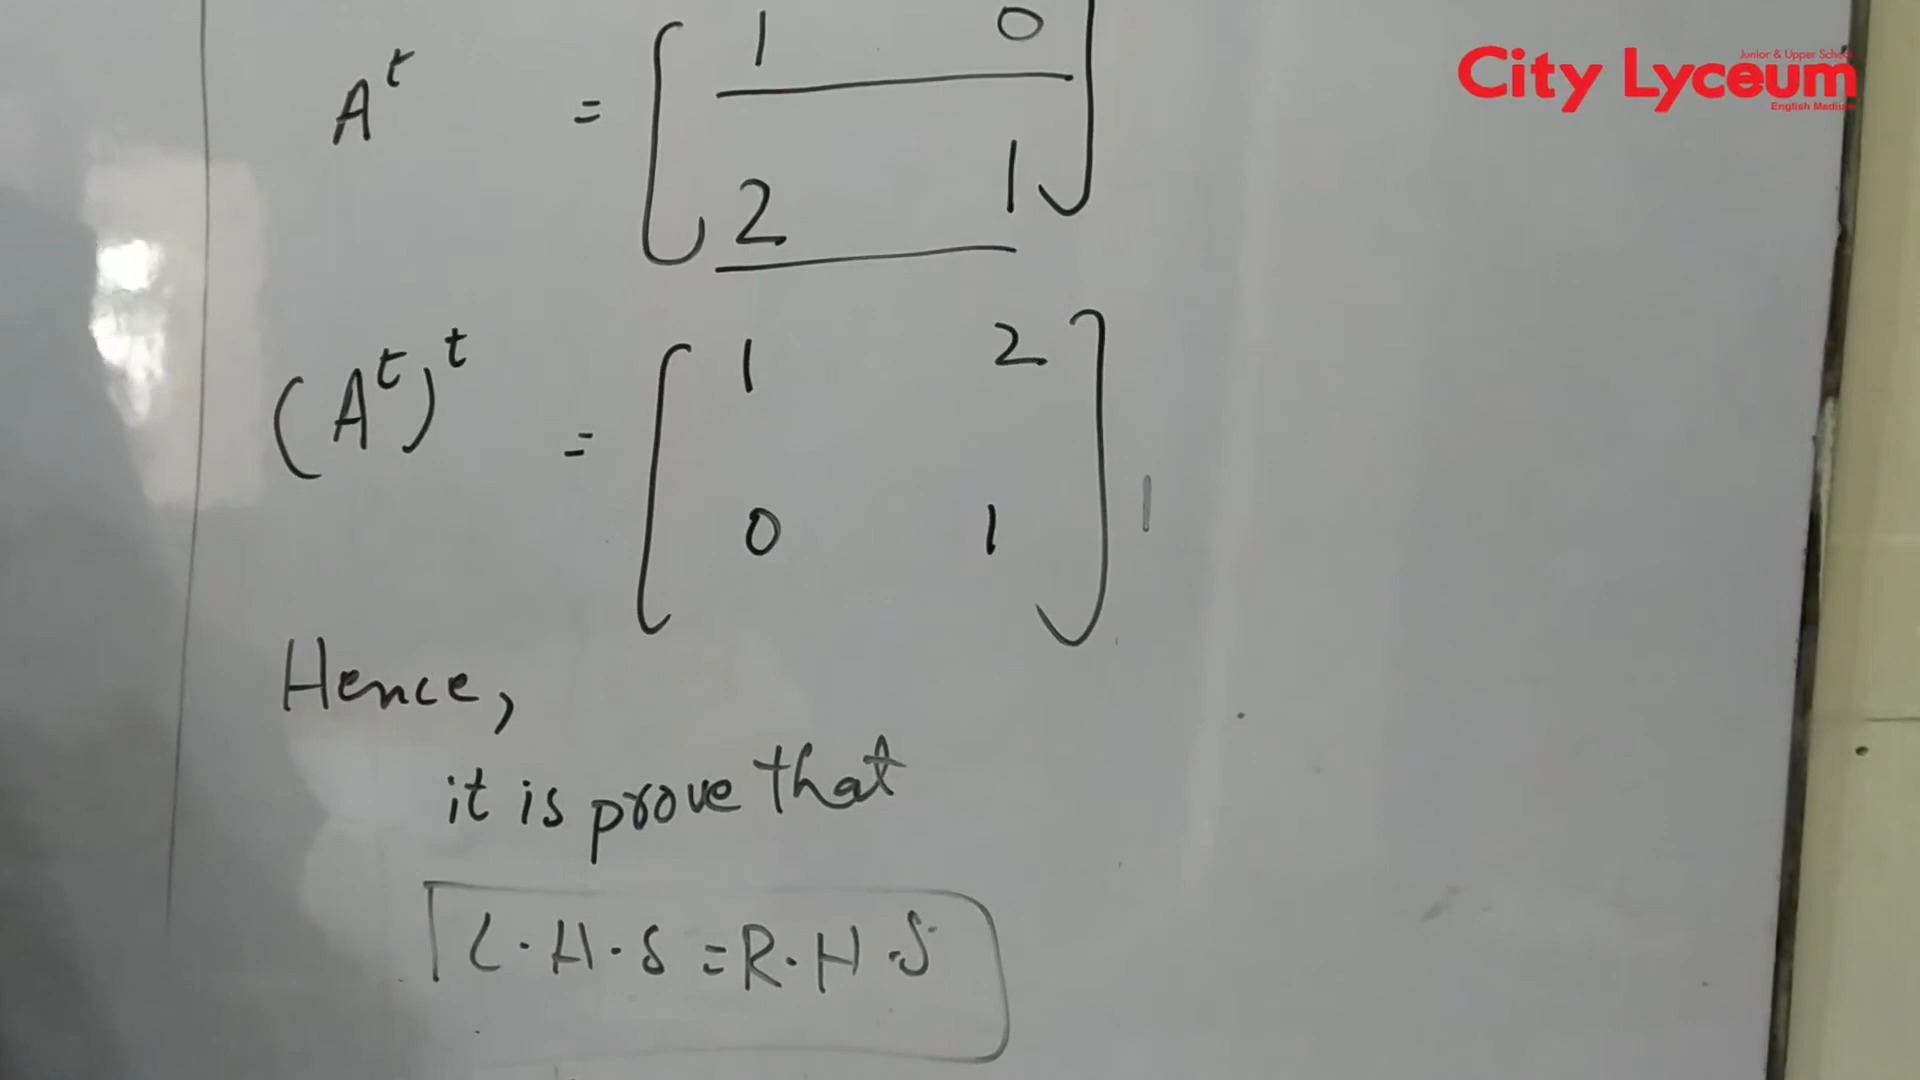 Junior & Upper School
City Lyceum
English Medium
1 0
A^t =
2 1
1 2
(A^t)^t =
0 1
Hence,
it is prove that
L.H.S = R.H.S